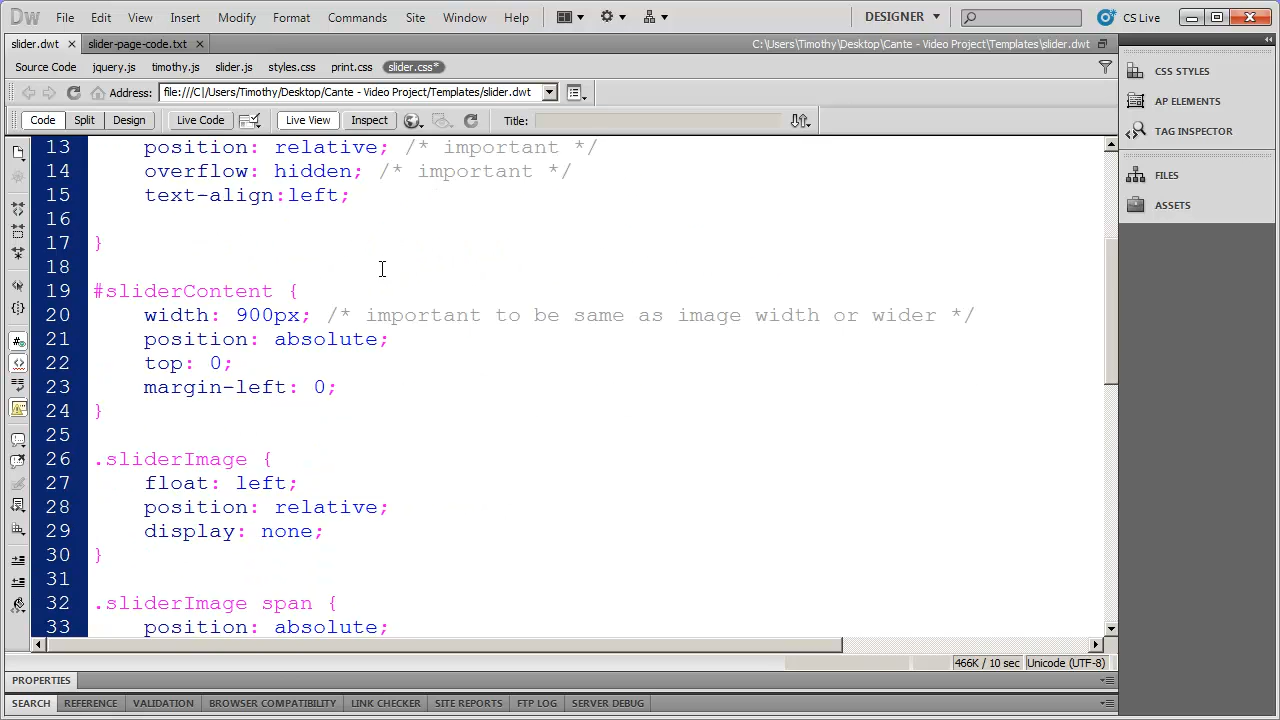 Dw File Edit View Insert Modify Format Commands Site Window Help DESIGNER CS Live
slider.dwt slider-page-code.txt C:\Users\Timothy\Desktop\Cante - Video Project\Templates\slider.dwt
Source Code jquery.js timothy.js slider.js styles.css print.css slider.css*
Address: file:///C|/Users/Timothy/Desktop/Cante - Video Project/Templates/slider.dwt
Code Split Design Live Code Live View Inspect Title:
CSS STYLES
AP ELEMENTS
TAG INSPECTOR
FILES
ASSETS
13 position: relative; /* important */
14 overflow: hidden; /* important */
15 text-align:left;
16
17 }
18
19 #sliderContent {
20 width: 900px; /* important to be same as image width or wider */
21 position: absolute;
22 top: 0;
23 margin-left: 0;
24 }
25
26 .sliderImage {
27 float: left;
28 position: relative;
29 display: none;
30 }
31
32 .sliderImage span {
33 position: absolute;
466K / 10 sec Unicode (UTF-8)
PROPERTIES
SEARCH REFERENCE VALIDATION BROWSER COMPATIBILITY LINK CHECKER SITE REPORTS FTP LOG SERVER DEBUG